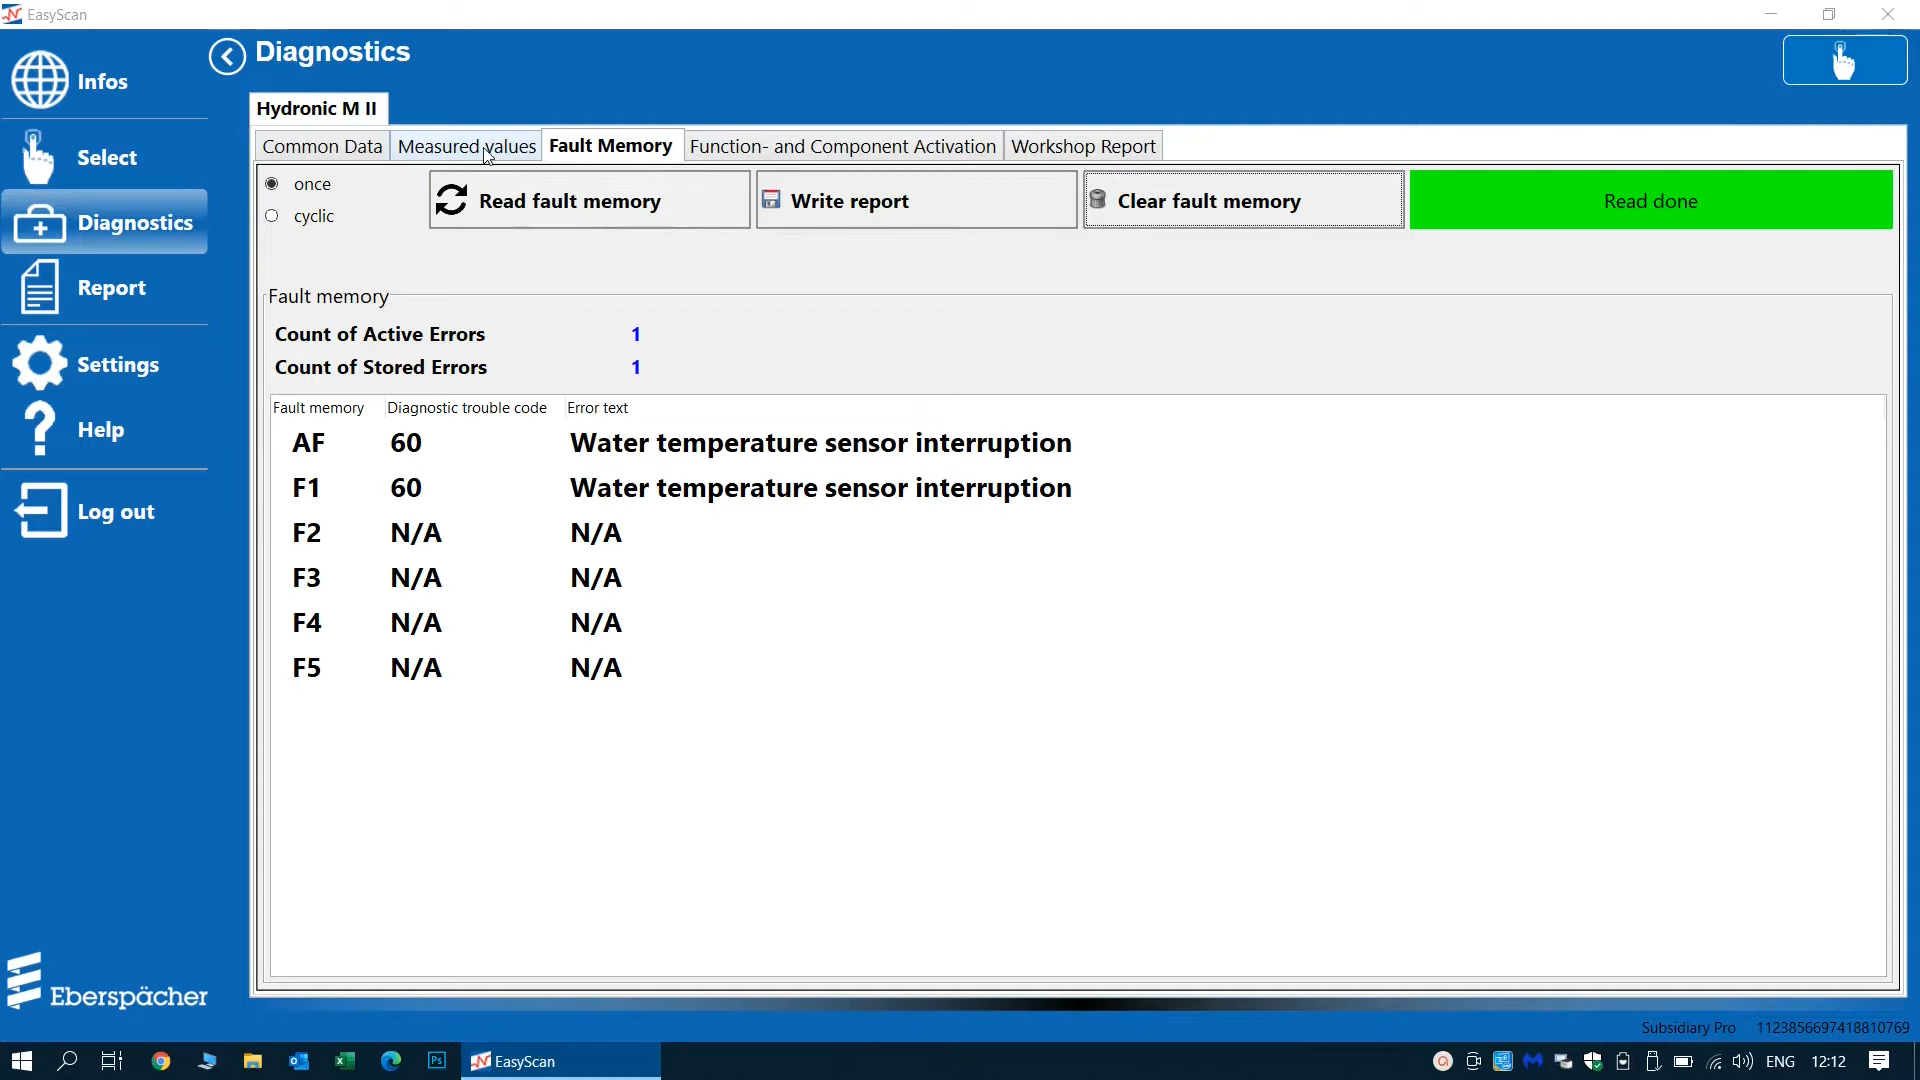 EasyScan
Diagnostics
Infos
Select
Diagnostics
Report
Settings
Help
Log out
Eberspächer
Hydronic M II
Common Data Measured values Fault Memory Function- and Component Activation Workshop Report
once
cyclic
Read fault memory Write report Clear fault memory Read done
Fault memory
Count of Active Errors 1
Count of Stored Errors 1
Fault memory Diagnostic trouble code Error text
AF 60 Water temperature sensor interruption
F1 60 Water temperature sensor interruption
F2 N/A N/A
F3 N/A N/A
F4 N/A N/A
F5 N/A N/A
Subsidiary Pro 1123856697418810769
Ps EasyScan ENG 12:12